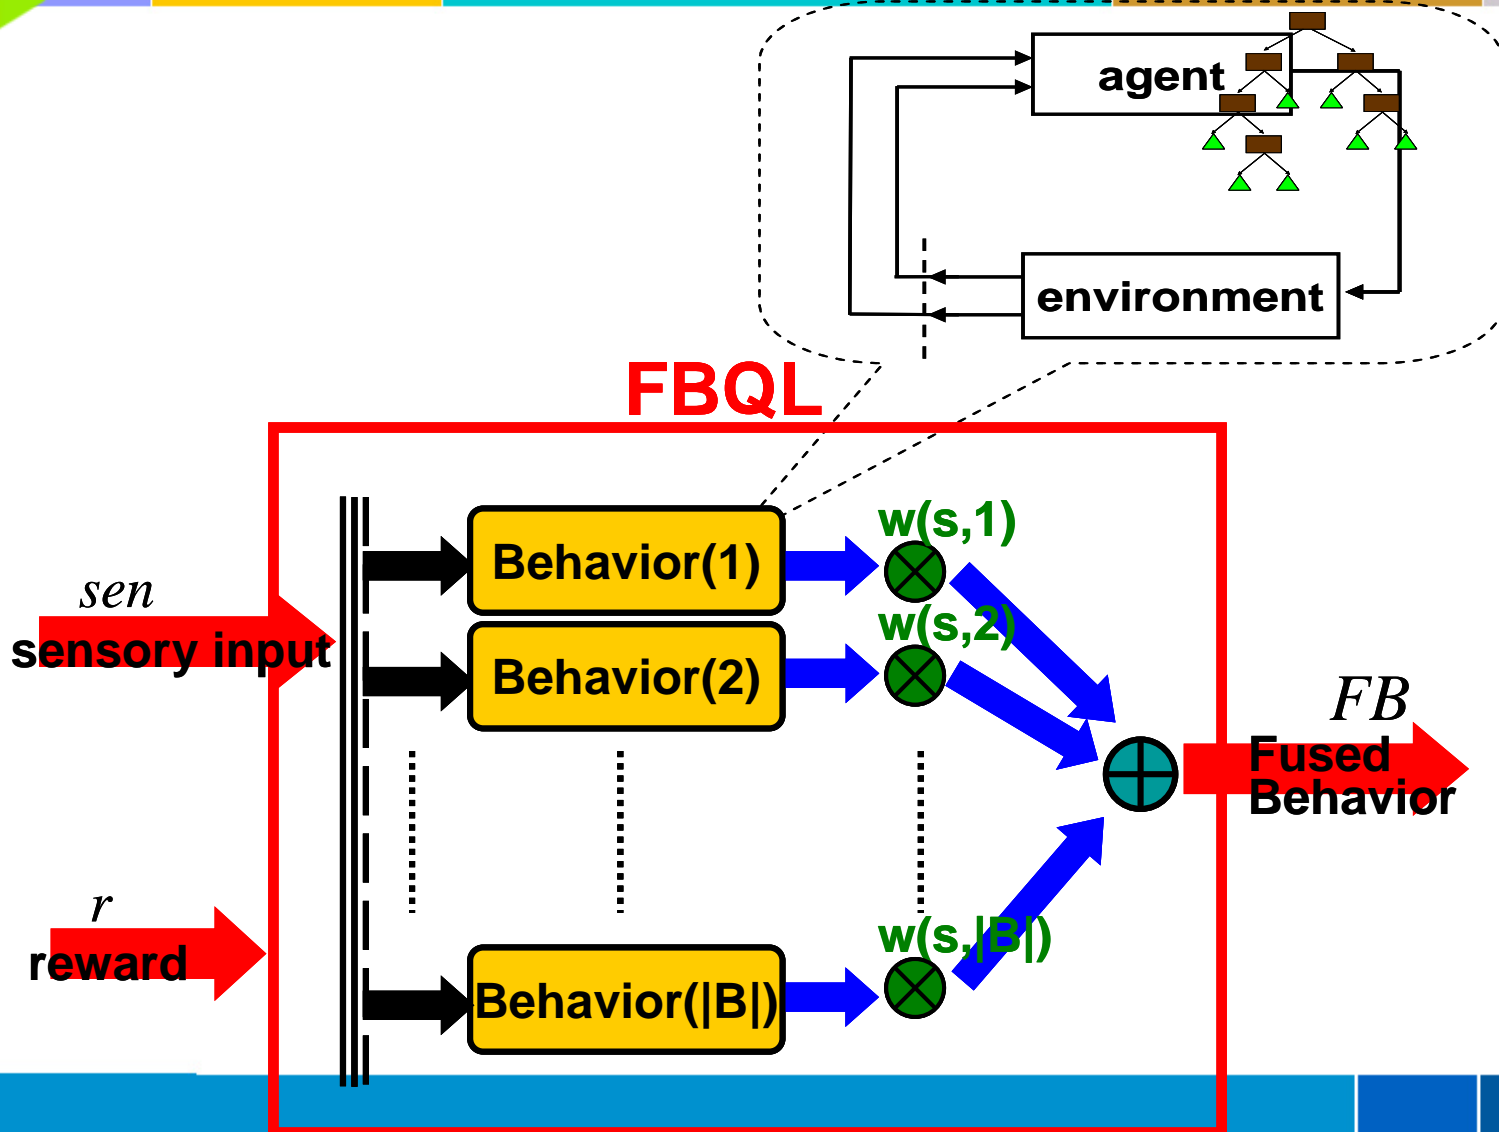 agent
environment
FBQL
w(s,1)
Behavior(1)
sen
sensory input
w(s,2)
Behavior(2)
FB
Fused
Behavior
r
reward
w(s,|B|)
Behavior(|B|)